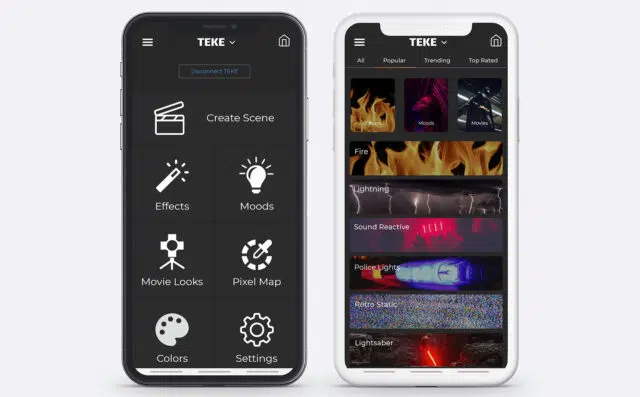 TEKE
Disconnect TEKE
Create Scene
Effects
Moods
Movie Looks
Pixel Map
Colors
Settings
TEKE
All
Popular
Trending
Top Rated
Moods
Movies
Fire
Lightning
Sound Reactive
Police Lights
Retro Static
Lightsaber